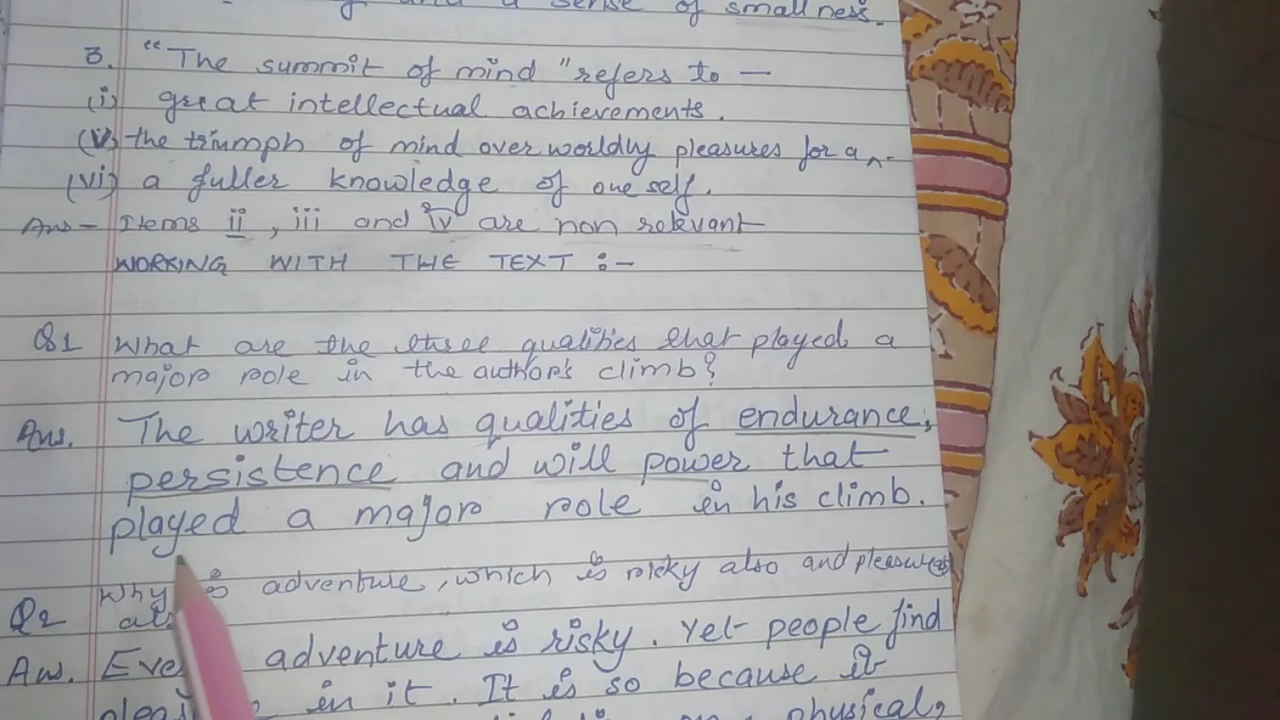 a sense of smallness.
3. "The summit of mind" refers to —
(i) great intellectual achievements.
(v) the triumph of mind over worldly pleasures for a
(vi) a fuller knowledge of oneself.
Ans - Items ii, iii and iv are non relevant
WORKING WITH THE TEXT :-
Q1 What are the three qualities that played a
major role in the author's climb?
Ans. The writer has qualities of endurance,
persistence and will power that
played a major role in his climb.
Why is adventure, which is risky also and
Q2
Ans. adventure is risky. Yet people find
in it. It is so because it
physical,